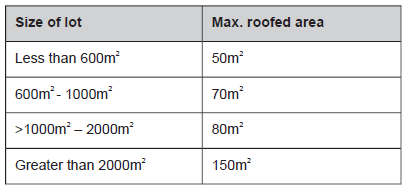 Size of lot Max. roofed area
Less than 600m² 50m²
600m² - 1000m² 70m²
>1000m² – 2000m² 80m²
Greater than 2000m² 150m²